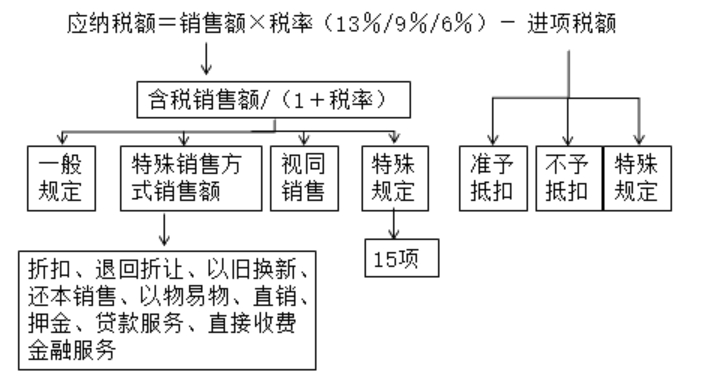 应纳税额＝销售额×税率（13%/9%/6%）－ 进项税额
含税销售额/（1＋税率）
一般
规定
特殊销售方
式销售额
视同
销售
特殊
规定
准予
抵扣
不予
抵扣
特殊
规定
15项
折扣、退回折让、以旧换新、
还本销售、以物易物、直销、
押金、贷款服务、直接收费
金融服务